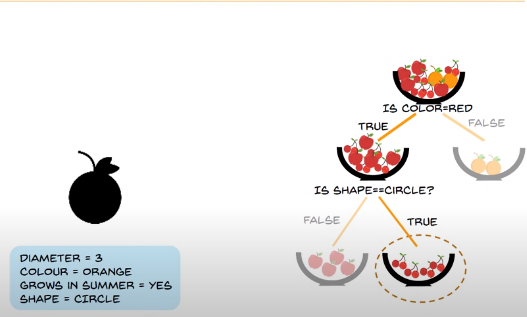 IS COLOR=RED
TRUE
FALSE
IS SHAPE==CIRCLE?
FALSE
TRUE
DIAMETER = 3
COLOUR = ORANGE
GROWS IN SUMMER = YES
SHAPE = CIRCLE